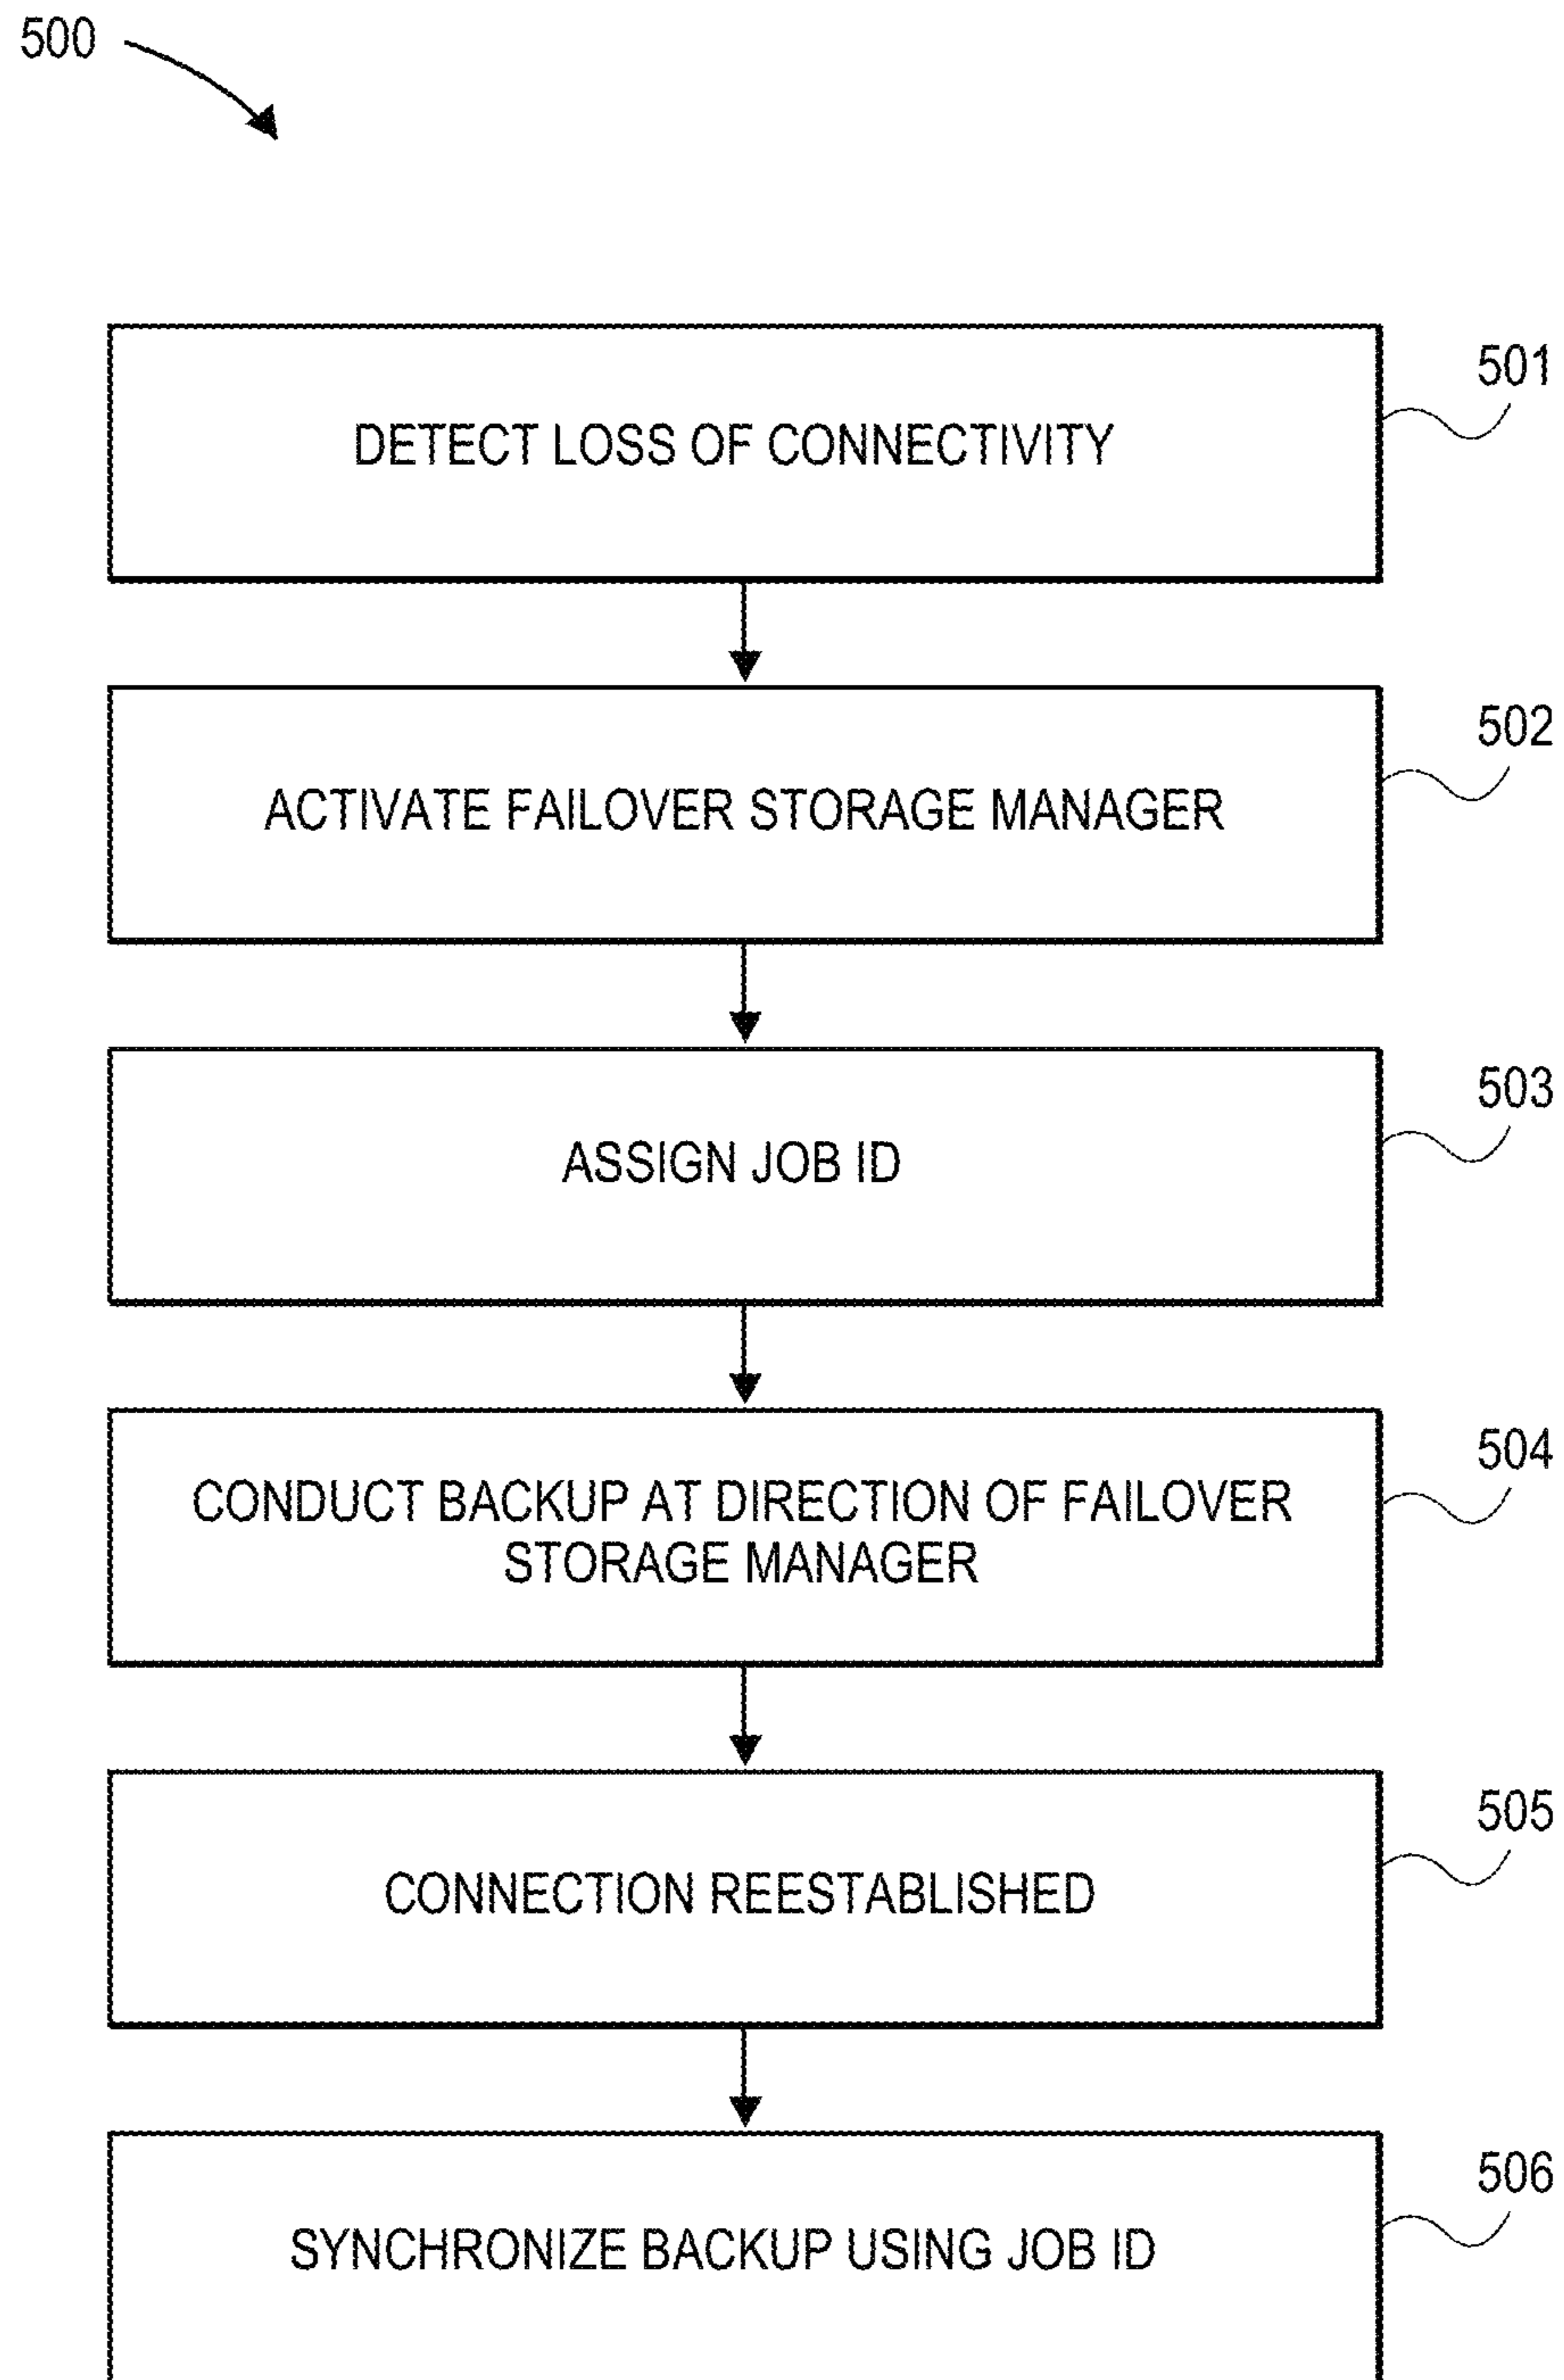 500
501
DETECT LOSS OF CONNECTIVITY
502
ACTIVATE FAILOVER STORAGE MANAGER
503
ASSIGN JOB ID
504
CONDUCT BACKUP AT DIRECTION OF FAILOVER
STORAGE MANAGER
505
CONNECTION REESTABLISHED
506
SYNCHRONIZE BACKUP USING JOB ID